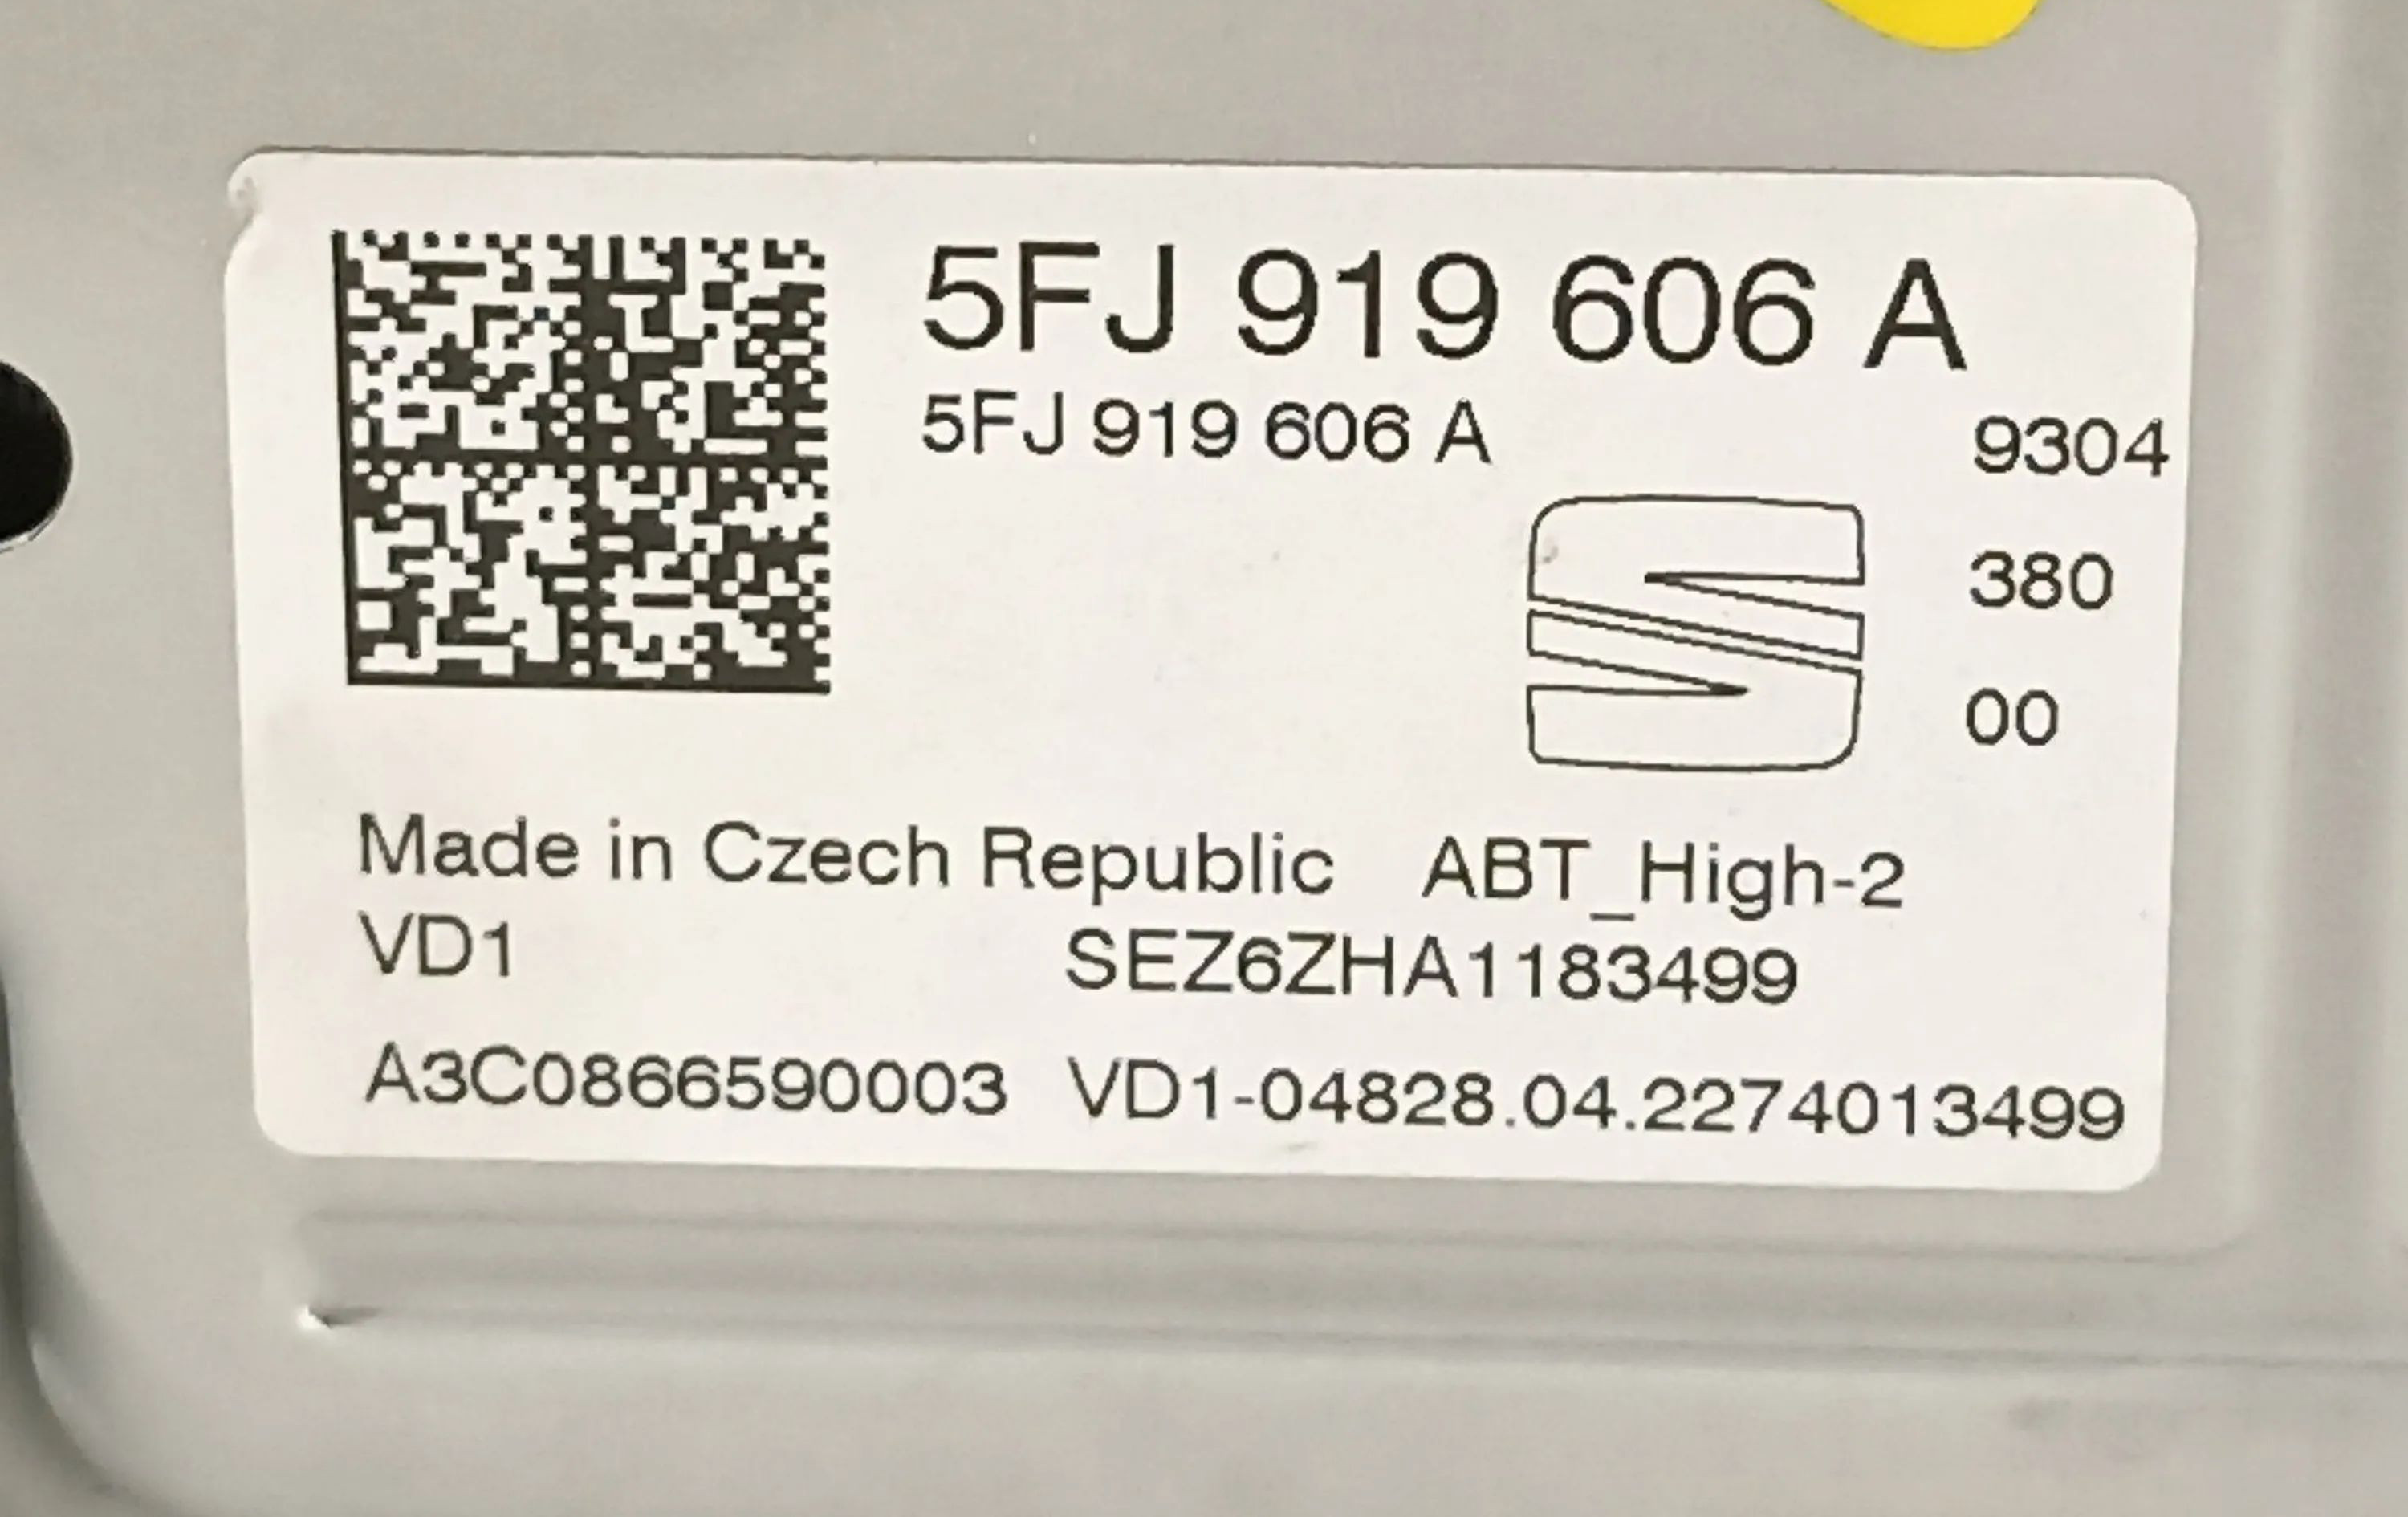 5FJ 919 606 A
5FJ 919 606 A
9304
380
00
Made in Czech Republic ABT_High-2
VD1 SEZ6ZHA1183499
A3C0866590003 VD1-04828.04.2274013499